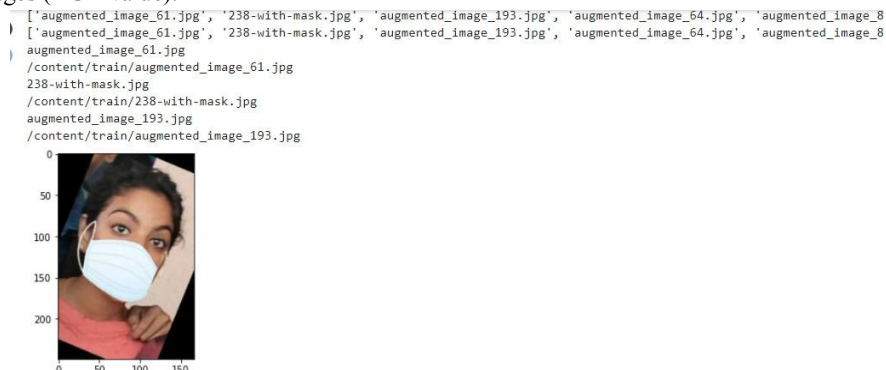 ['augmented_image_61.jpg', '238-with-mask.jpg', 'augmented_image_193.jpg', 'augmented_image_64.jpg', 'augmented_image_8
['augmented_image_61.jpg', '238-with-mask.jpg', 'augmented_image_193.jpg', 'augmented_image_64.jpg', 'augmented_image_8
augmented_image_61.jpg
/content/train/augmented_image_61.jpg
238-with-mask.jpg
/content/train/238-with-mask.jpg
augmented_image_193.jpg
/content/train/augmented_image_193.jpg
0
50
100
150
200
0 50 100 150